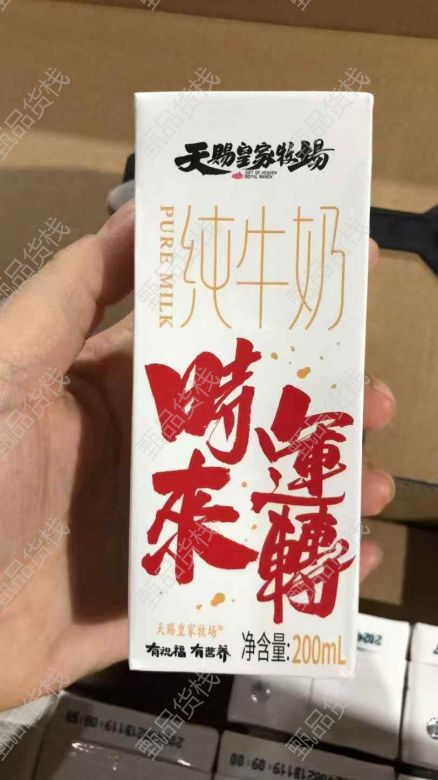 天賜皇家牧場
GIFT OF HEAVEN
ROYAL RANCH
PURE MILK
纯牛奶
時來
運轉
天赐皇家牧场®
有祝福 有营养
净含量:200mL
甄品货栈